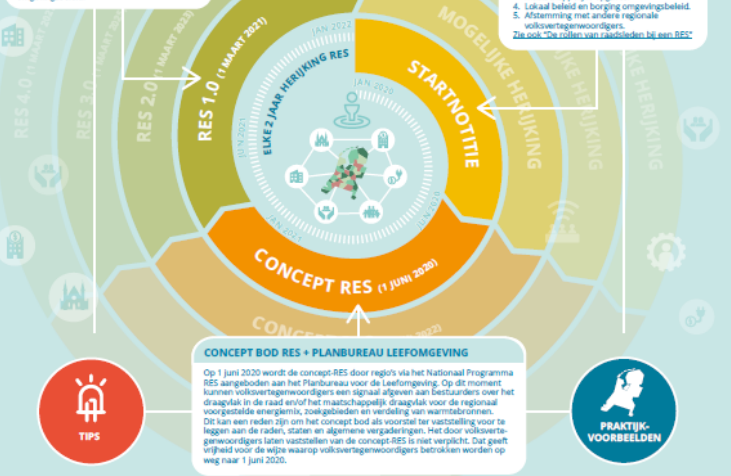 4. Lokaal beleid en borging omgevingsbeleid.
5. Afstemming met andere regionale
volksvertegenwoordigers.
Zie ook "De rollen van raadsleden bij een RES"
RES 4.0
RES 3.0 (1 MAART 2025)
RES 2.0 (1 MAART 2023)
RES 1.0 (1 MAART 2021)
ELKE 2 JAAR HERIJKING RES
JAN 2022
JAN 2020
JUN 2021
JUN 2020
JAN 2021
STARTNOTITIE
MOGELIJKE HERIJKING
MOGELIJKE HERIJKING
HERIJKING
CONCEPT RES (1 JUNI 2020)
CONCEPT BOD RES + PLANBUREAU LEEFOMGEVING
Op 1 juni 2020 wordt de concept-RES door regio's via het Nationaal Programma
RES aangeboden aan het Planbureau voor de Leefomgeving. Op dit moment
kunnen volksvertegenwoordigers een signaal afgeven aan bestuurders over het
draagvlak in de raad en/of het maatschappelijk draagvlak voor de regionaal
voorgestelde energiemix, zoekgebieden en verdeling van warmtebronnen.
Dit kan een reden zijn om het concept bod als voorstel ter vaststelling voor te
leggen aan de raden, staten en algemene vergaderingen. Het door volksverte-
genwoordigers laten vaststellen van de concept-RES is niet verplicht. Dat geeft
vrijheid voor de wijze waarop volksvertegenwoordigers betrokken worden op
weg naar 1 juni 2020.
TIPS
PRAKTIJK-
VOORBEELDEN